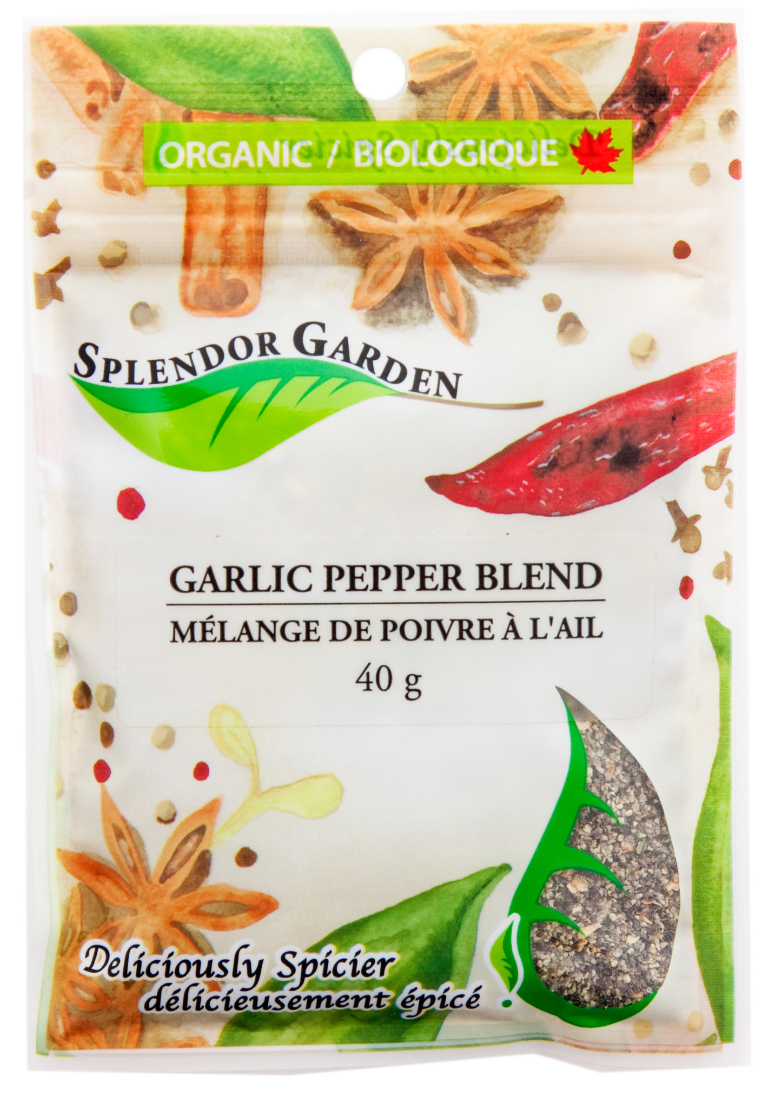 ORGANIC / BIOLOGIQUE
SPLENDOR GARDEN
GARLIC PEPPER BLEND
MÉLANGE DE POIVRE À L'AIL
40 g
Deliciously Spicier
délicieusement épicé